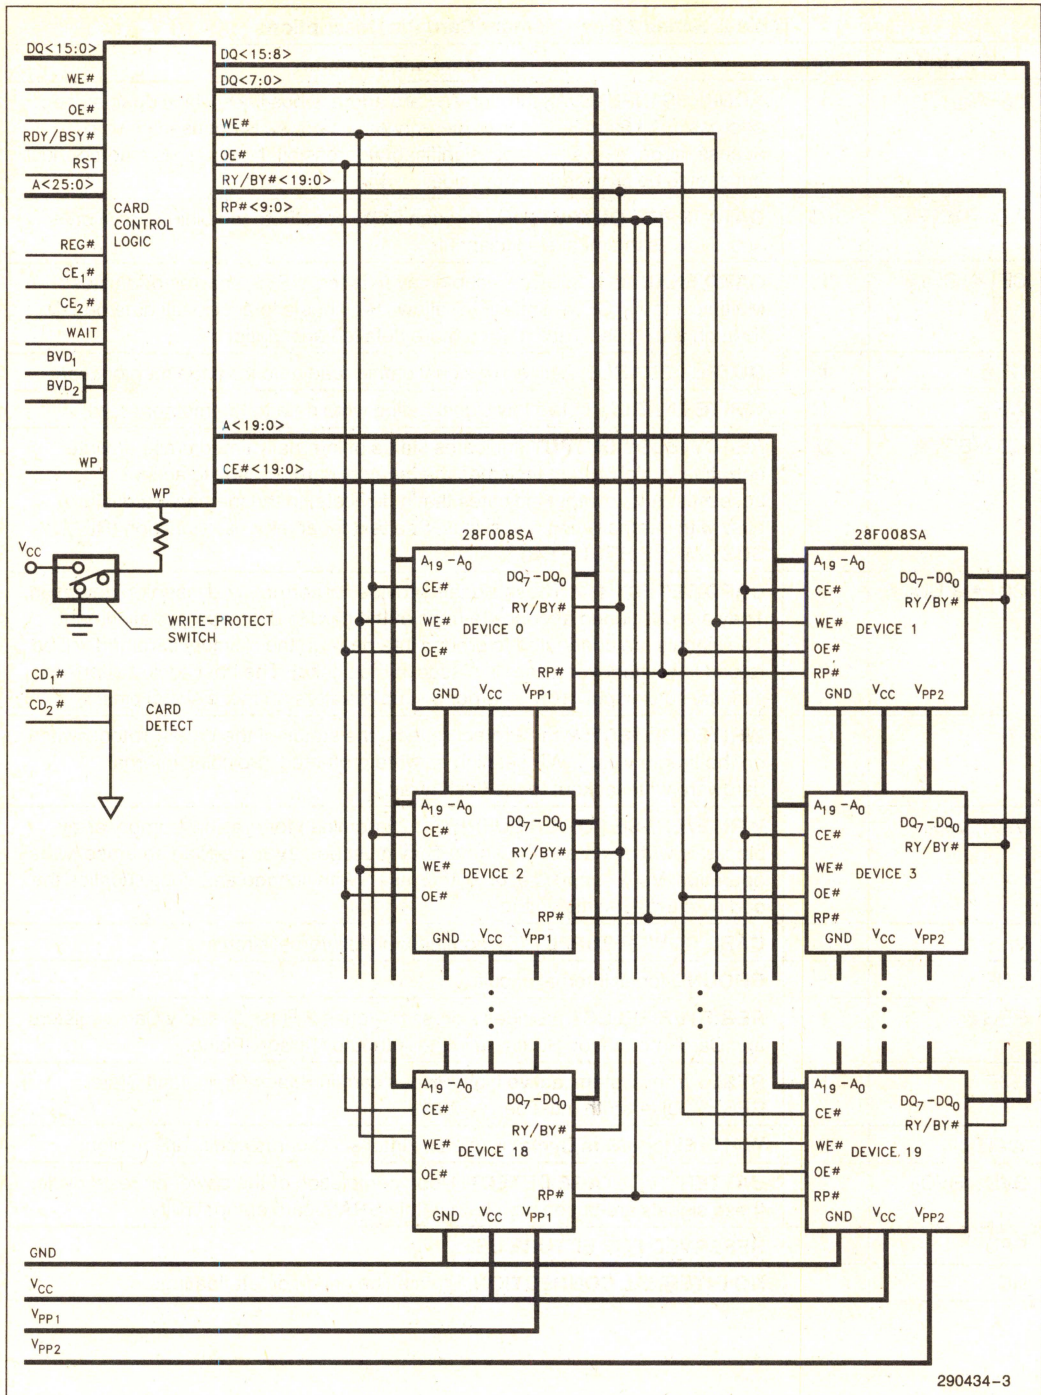 DQ<15:0>
WE#
OE#
RDY/BSY#
RST
A<25:0>
REG#
CE1#
CE2#
WAIT
BVD1
BVD2
WP
CARD
CONTROL
LOGIC
WP
DQ<15:8>
DQ<7:0>
WE#
OE#
RY/BY#<19:0>
RP#<9:0>
A<19:0>
CE#<19:0>
VCC
WRITE-PROTECT
SWITCH
CD1#
CD2#
CARD
DETECT
28F008SA
A19-A0
CE#
WE#
OE#
DQ7-DQ0
RY/BY#
DEVICE 0
RP#
GND VCC VPP1
28F008SA
A19-A0
CE#
WE#
OE#
RP#
DQ7-DQ0
RY/BY#
DEVICE 1
GND VCC VPP2
A19-A0
CE#
WE#
OE#
DQ7-DQ0
RY/BY#
DEVICE 2
RP#
GND VCC VPP1
A19-A0
CE#
WE#
OE#
RP#
DQ7-DQ0
RY/BY#
DEVICE 3
GND VCC VPP2
A19-A0
CE#
WE#
OE#
DQ7-DQ0
RY/BY#
DEVICE 18
RP#
GND VCC VPP1
A19-A0
CE#
WE#
OE#
RP#
DQ7-DQ0
RY/BY#
DEVICE 19
GND VCC VPP2
GND
VCC
VPP1
VPP2
290434-3